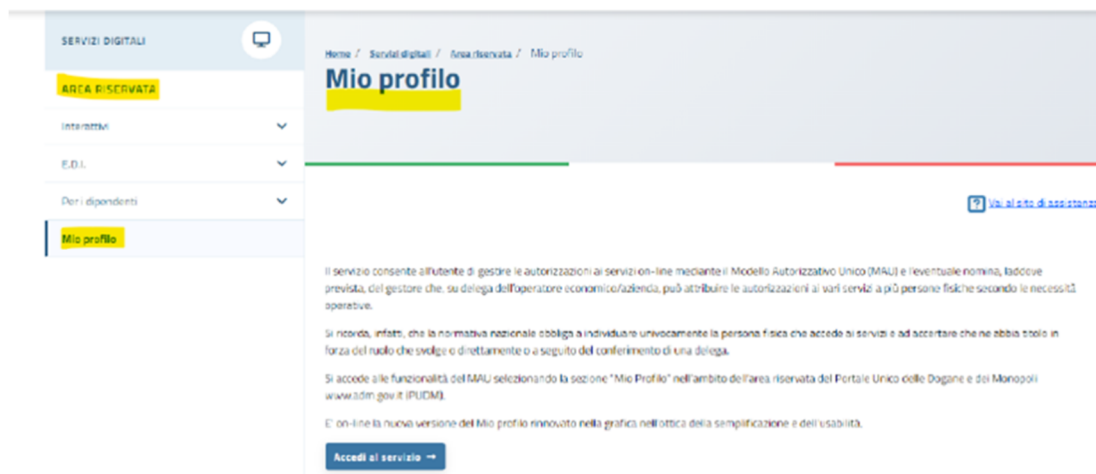 SERVIZI DIGITALI
AREA RISERVATA
Interattivi
E.D.I.
Per i dipendenti
Mio profilo
Home / Servizi digitali / Area riservata / Mio profilo
Mio profilo
Vai al sito di assistenza
Il servizio consente all'utente di gestire le autorizzazioni ai servizi on-line mediante il Modello Autorizzativo Unico (MAU) e l'eventuale nomina, laddove
prevista, del gestore che, su delega dell'operatore economico/azienda, può attribuire le autorizzazioni ai vari servizi a più persone fisiche secondo le necessità
operative.
Si ricorda, infatti, che la normativa nazionale obbliga a individuare univocamente la persona fisica che accede ai servizi e ad accertare che ne abbia titolo in
forza del ruolo che svolge o direttamente o a seguito del conferimento di una delega.
Si accede alle funzionalità del MAU selezionando la sezione "Mio Profilo" nell'ambito dell'area riservata del Portale Unico delle Dogane e dei Monopoli
www.adm.gov.it (PUDM).
E' on-line la nuova versione del Mio profilo rinnovato nella grafica nell'ottica della semplificazione e dell'usabilità.
Accedi al servizio →